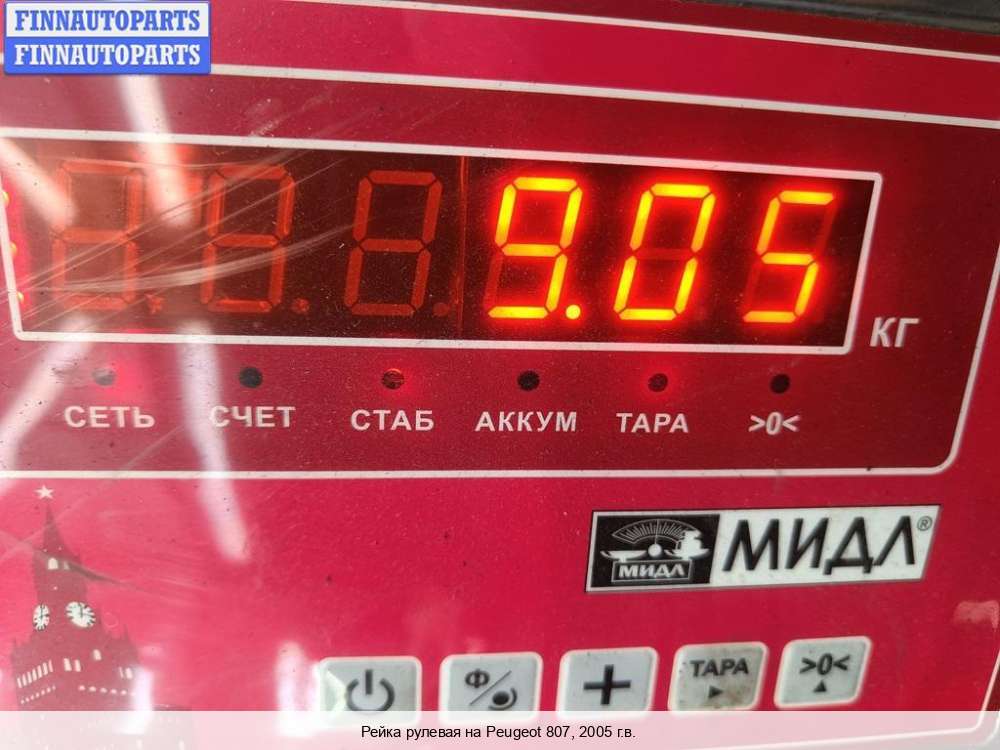 FINNAUTOPARTS
FINNAUTOPARTS
9.05
КГ
СЕТЬ СЧЕТ СТАБ АККУМ ТАРА >0<
МИДЛ МИДЛ®
Ф ТАРА >0<
Рейка рулевая на Peugeot 807, 2005 г.в.